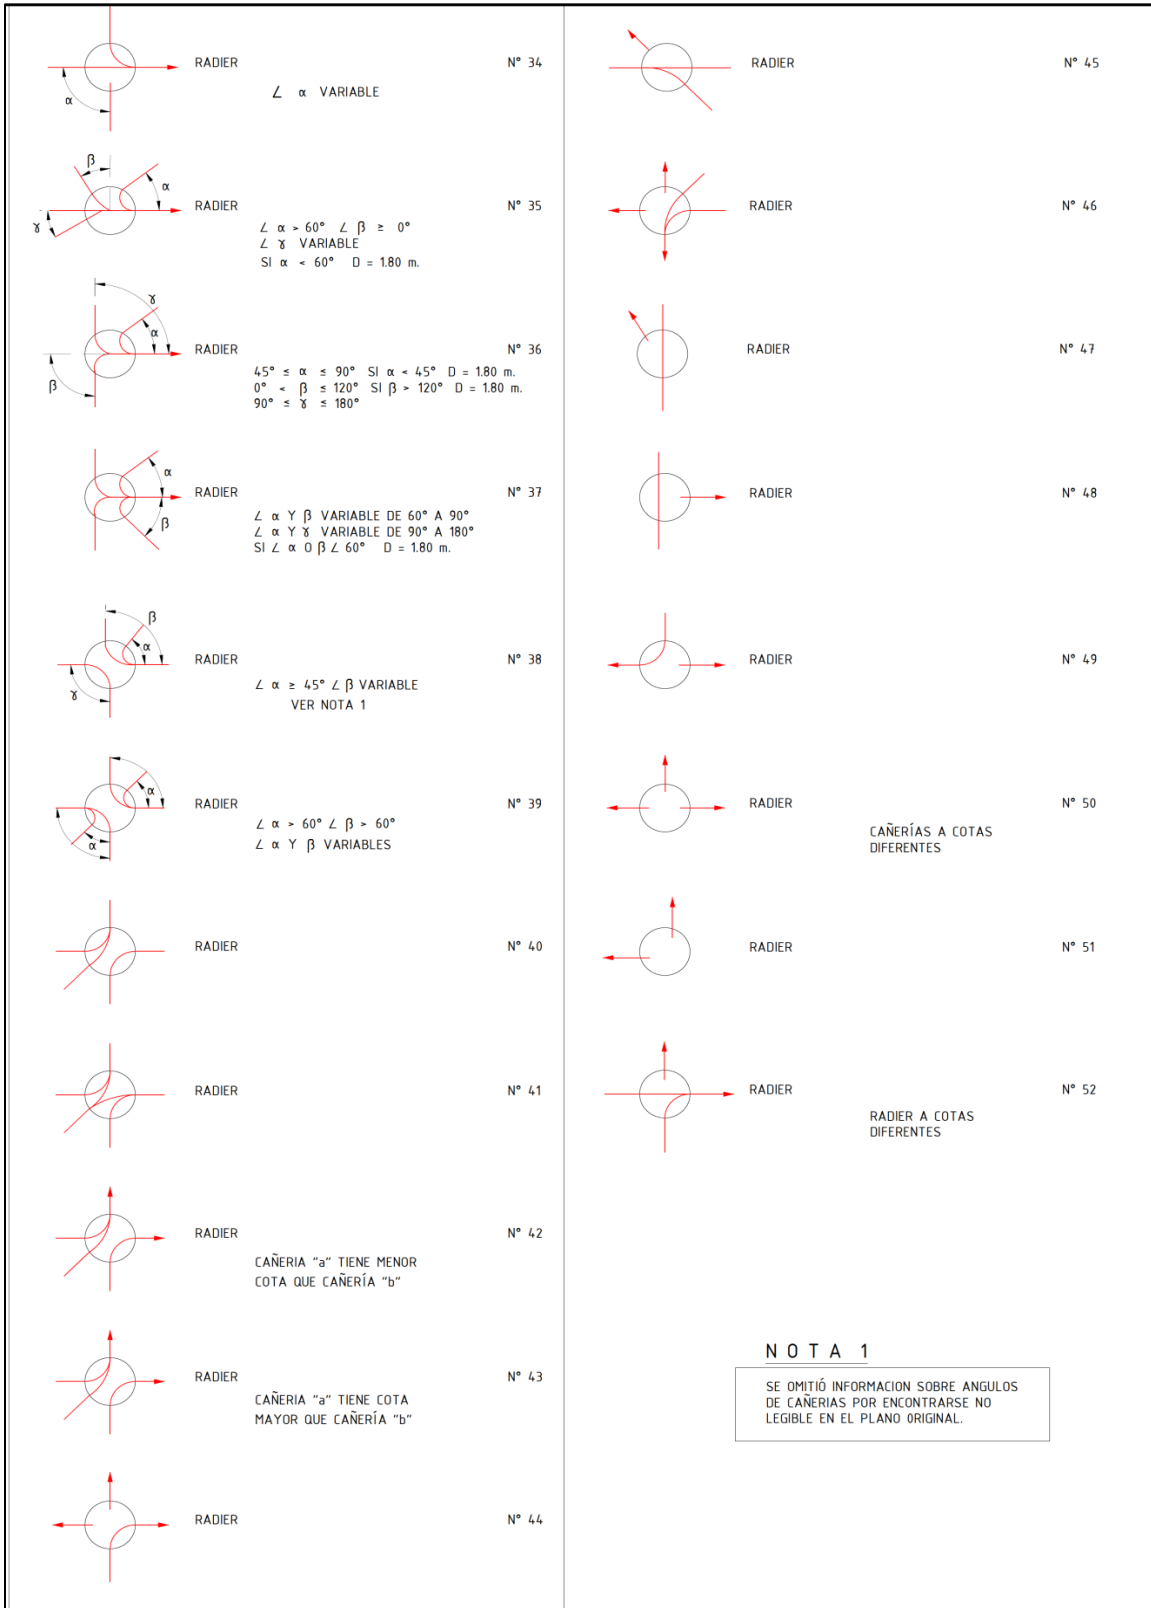 RADIER N° 34
α
∠ α VARIABLE
β
α
RADIER N° 35
ɣ
∠ α > 60° ∠ β ≥ 0°
∠ ɣ VARIABLE
SI α < 60° D = 1.80 m.
ɣ
α
RADIER N° 36
β
45° ≤ α ≤ 90° SI α < 45° D = 1.80 m.
0° < β ≤ 120° SI β > 120° D = 1.80 m.
90° ≤ ɣ ≤ 180°
α
RADIER N° 37
β
∠ α Y β VARIABLE DE 60° A 90°
∠ α Y ɣ VARIABLE DE 90° A 180°
SI ∠ α O β ∠ 60° D = 1.80 m.
β
α
RADIER N° 38
ɣ
∠ α ≥ 45° ∠ β VARIABLE
VER NOTA 1
α
RADIER N° 39
α
∠ α > 60° ∠ β > 60°
∠ α Y β VARIABLES
RADIER N° 40
RADIER N° 41
RADIER N° 42
CAÑERIA "a" TIENE MENOR
COTA QUE CAÑERÍA "b"
RADIER N° 43
CAÑERIA "a" TIENE COTA
MAYOR QUE CAÑERÍA "b"
RADIER N° 44
RADIER N° 45
RADIER N° 46
RADIER N° 47
RADIER N° 48
RADIER N° 49
RADIER N° 50
CAÑERÍAS A COTAS
DIFERENTES
RADIER N° 51
RADIER N° 52
RADIER A COTAS
DIFERENTES
NOTA 1
SE OMITIÓ INFORMACION SOBRE ANGULOS
DE CAÑERIAS POR ENCONTRARSE NO
LEGIBLE EN EL PLANO ORIGINAL.